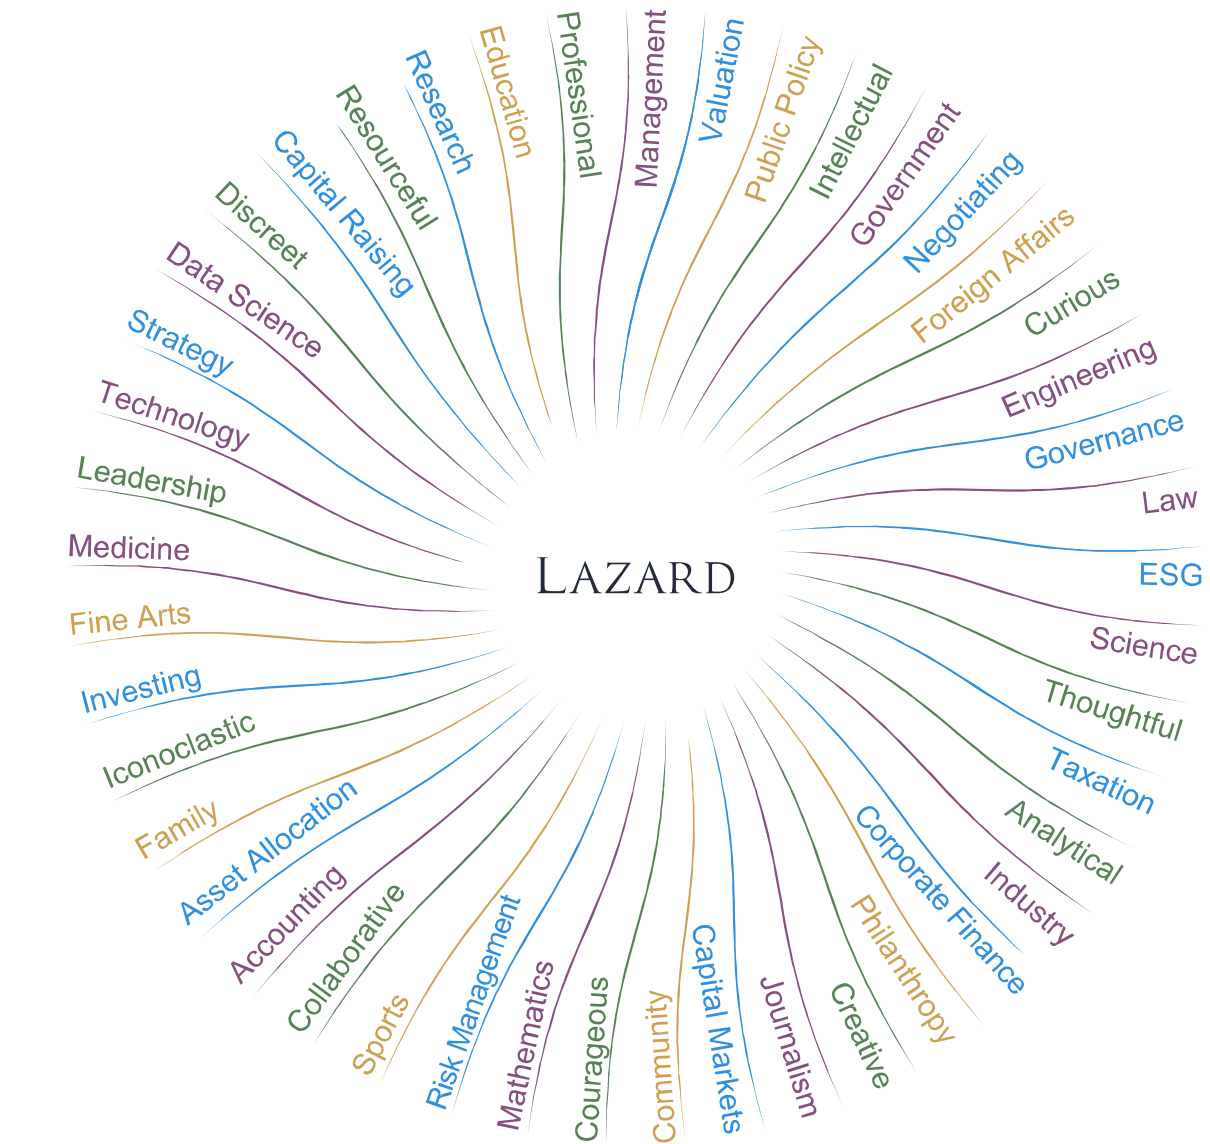 Management
Valuation
Public Policy
Intellectual
Government
Negotiating
Foreign Affairs
Curious
Engineering
Governance
Law
ESG
Science
Thoughtful
Taxation
Analytical
Industry
Corporate Finance
Philanthropy
Creative
Journalism
Capital Markets
Community
Courageous
Mathematics
Risk Management
Sports
Collaborative
Accounting
Asset Allocation
Family
Iconoclastic
Investing
Fine Arts
Medicine
Leadership
Technology
Strategy
Data Science
Discreet
Capital Raising
Resourceful
Research
Education
Professional
LAZARD